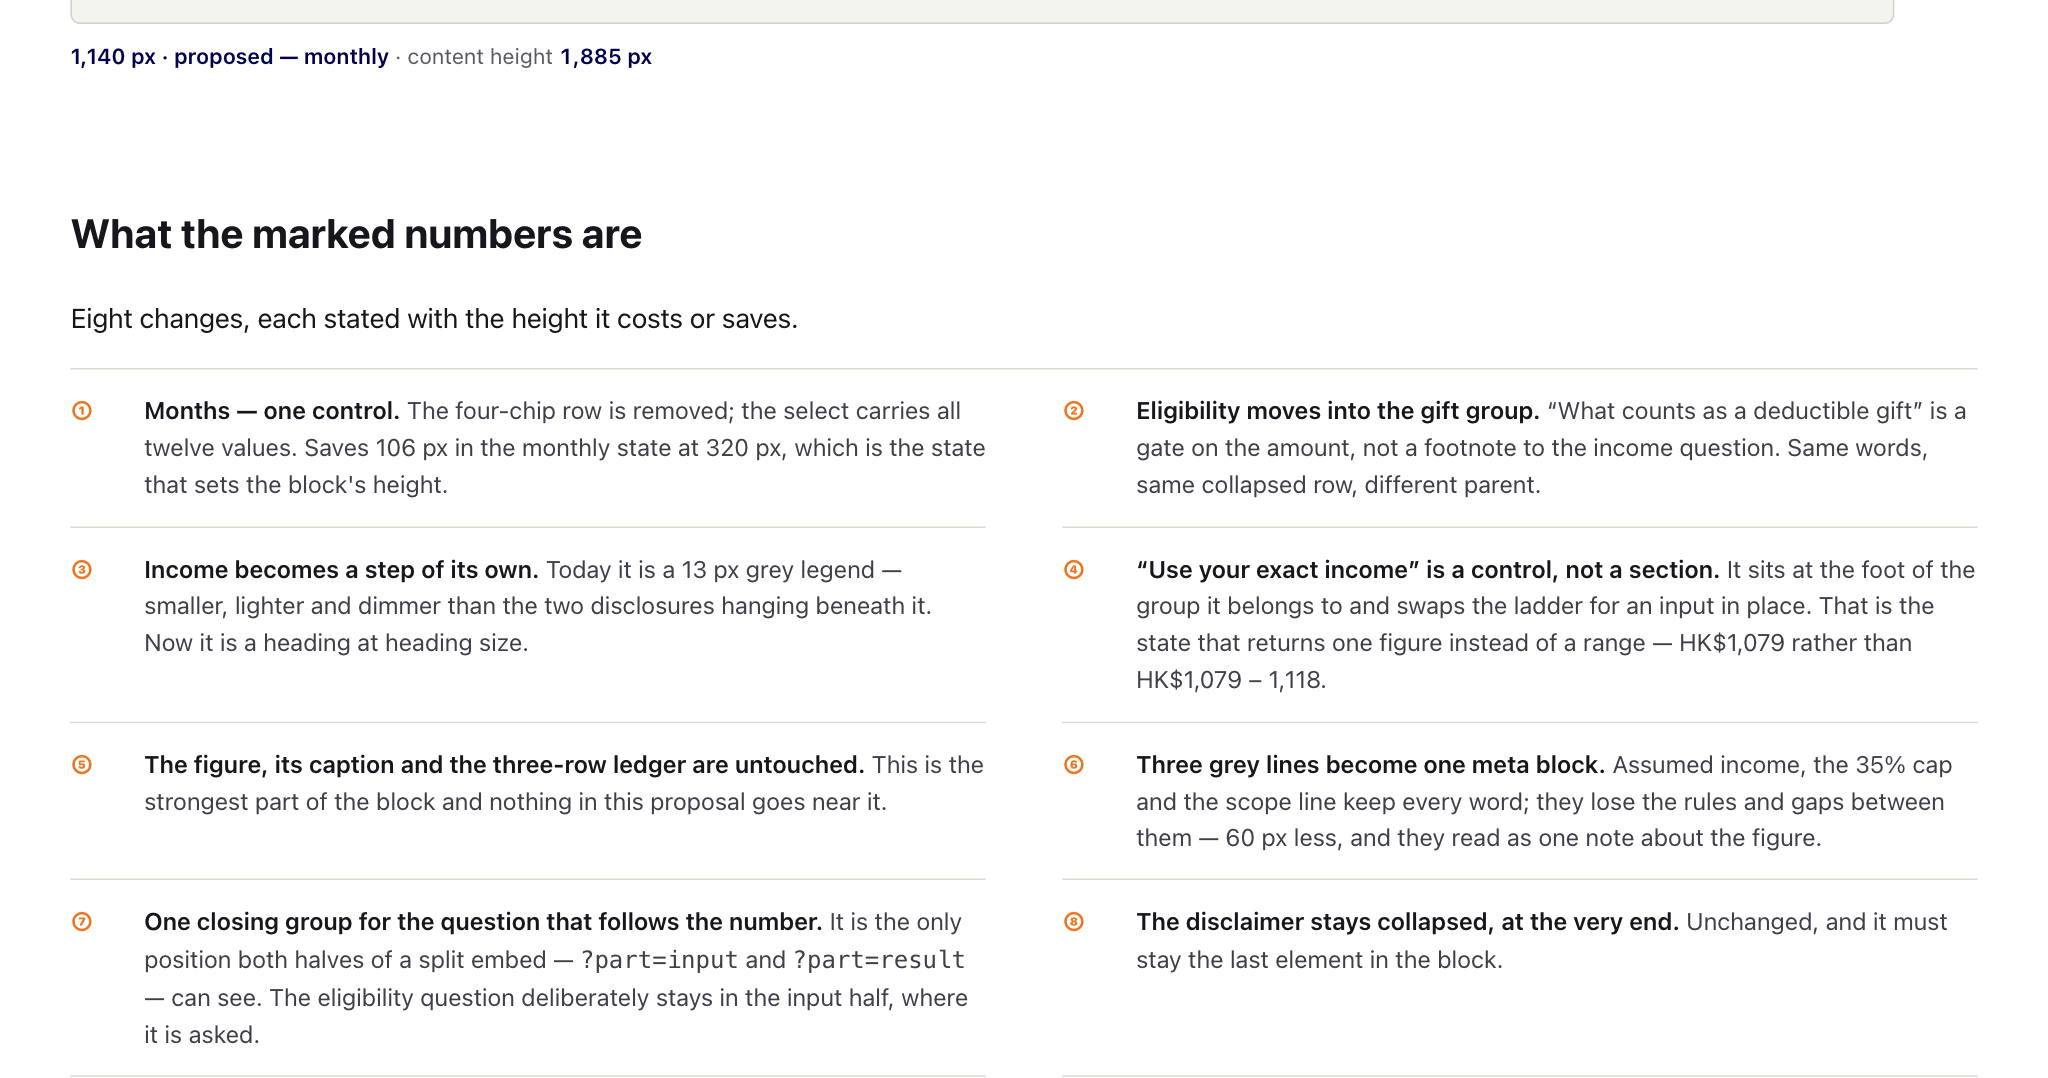 1,140 px · proposed — monthly · content height 1,885 px
What the marked numbers are
Eight changes, each stated with the height it costs or saves.
1 Months — one control. The four-chip row is removed; the select carries all
twelve values. Saves 106 px in the monthly state at 320 px, which is the state
that sets the block's height.
2 Eligibility moves into the gift group. “What counts as a deductible gift” is a
gate on the amount, not a footnote to the income question. Same words,
same collapsed row, different parent.
3 Income becomes a step of its own. Today it is a 13 px grey legend —
smaller, lighter and dimmer than the two disclosures hanging beneath it.
Now it is a heading at heading size.
4 “Use your exact income” is a control, not a section. It sits at the foot of the
group it belongs to and swaps the ladder for an input in place. That is the
state that returns one figure instead of a range — HK$1,079 rather than
HK$1,079 – 1,118.
5 The figure, its caption and the three-row ledger are untouched. This is the
strongest part of the block and nothing in this proposal goes near it.
6 Three grey lines become one meta block. Assumed income, the 35% cap
and the scope line keep every word; they lose the rules and gaps between
them — 60 px less, and they read as one note about the figure.
7 One closing group for the question that follows the number. It is the only
position both halves of a split embed — ?part=input and ?part=result
— can see. The eligibility question deliberately stays in the input half, where
it is asked.
8 The disclaimer stays collapsed, at the very end. Unchanged, and it must
stay the last element in the block.